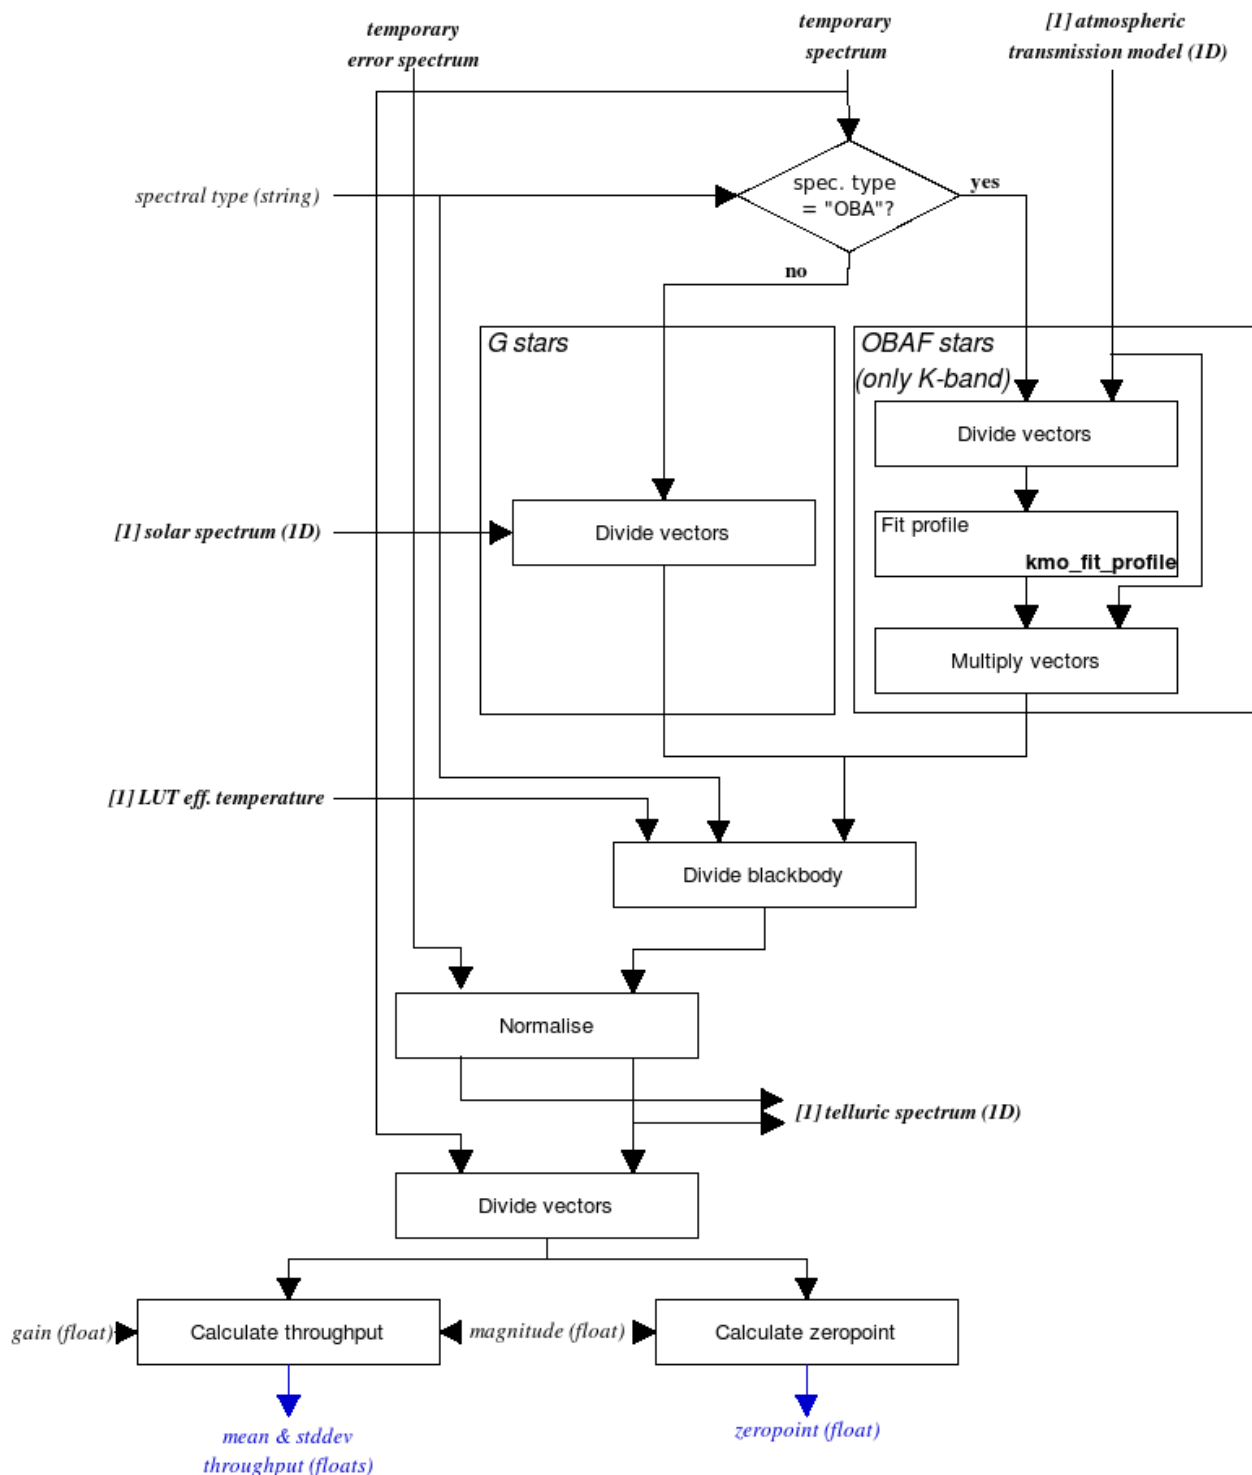 temporary
error spectrum
temporary
spectrum
[1] atmospheric
transmission model (1D)
spectral type (string)
spec. type
= "OBA"?
yes
no
G stars
OBAF stars
(only K-band)
Divide vectors
[1] solar spectrum (1D)
Divide vectors
Fit profile
kmo_fit_profile
Multiply vectors
[1] LUT eff. temperature
Divide blackbody
Normalise
[1] telluric spectrum (1D)
Divide vectors
gain (float)
Calculate throughput
magnitude (float)
Calculate zeropoint
mean & stddev
throughput (floats)
zeropoint (float)